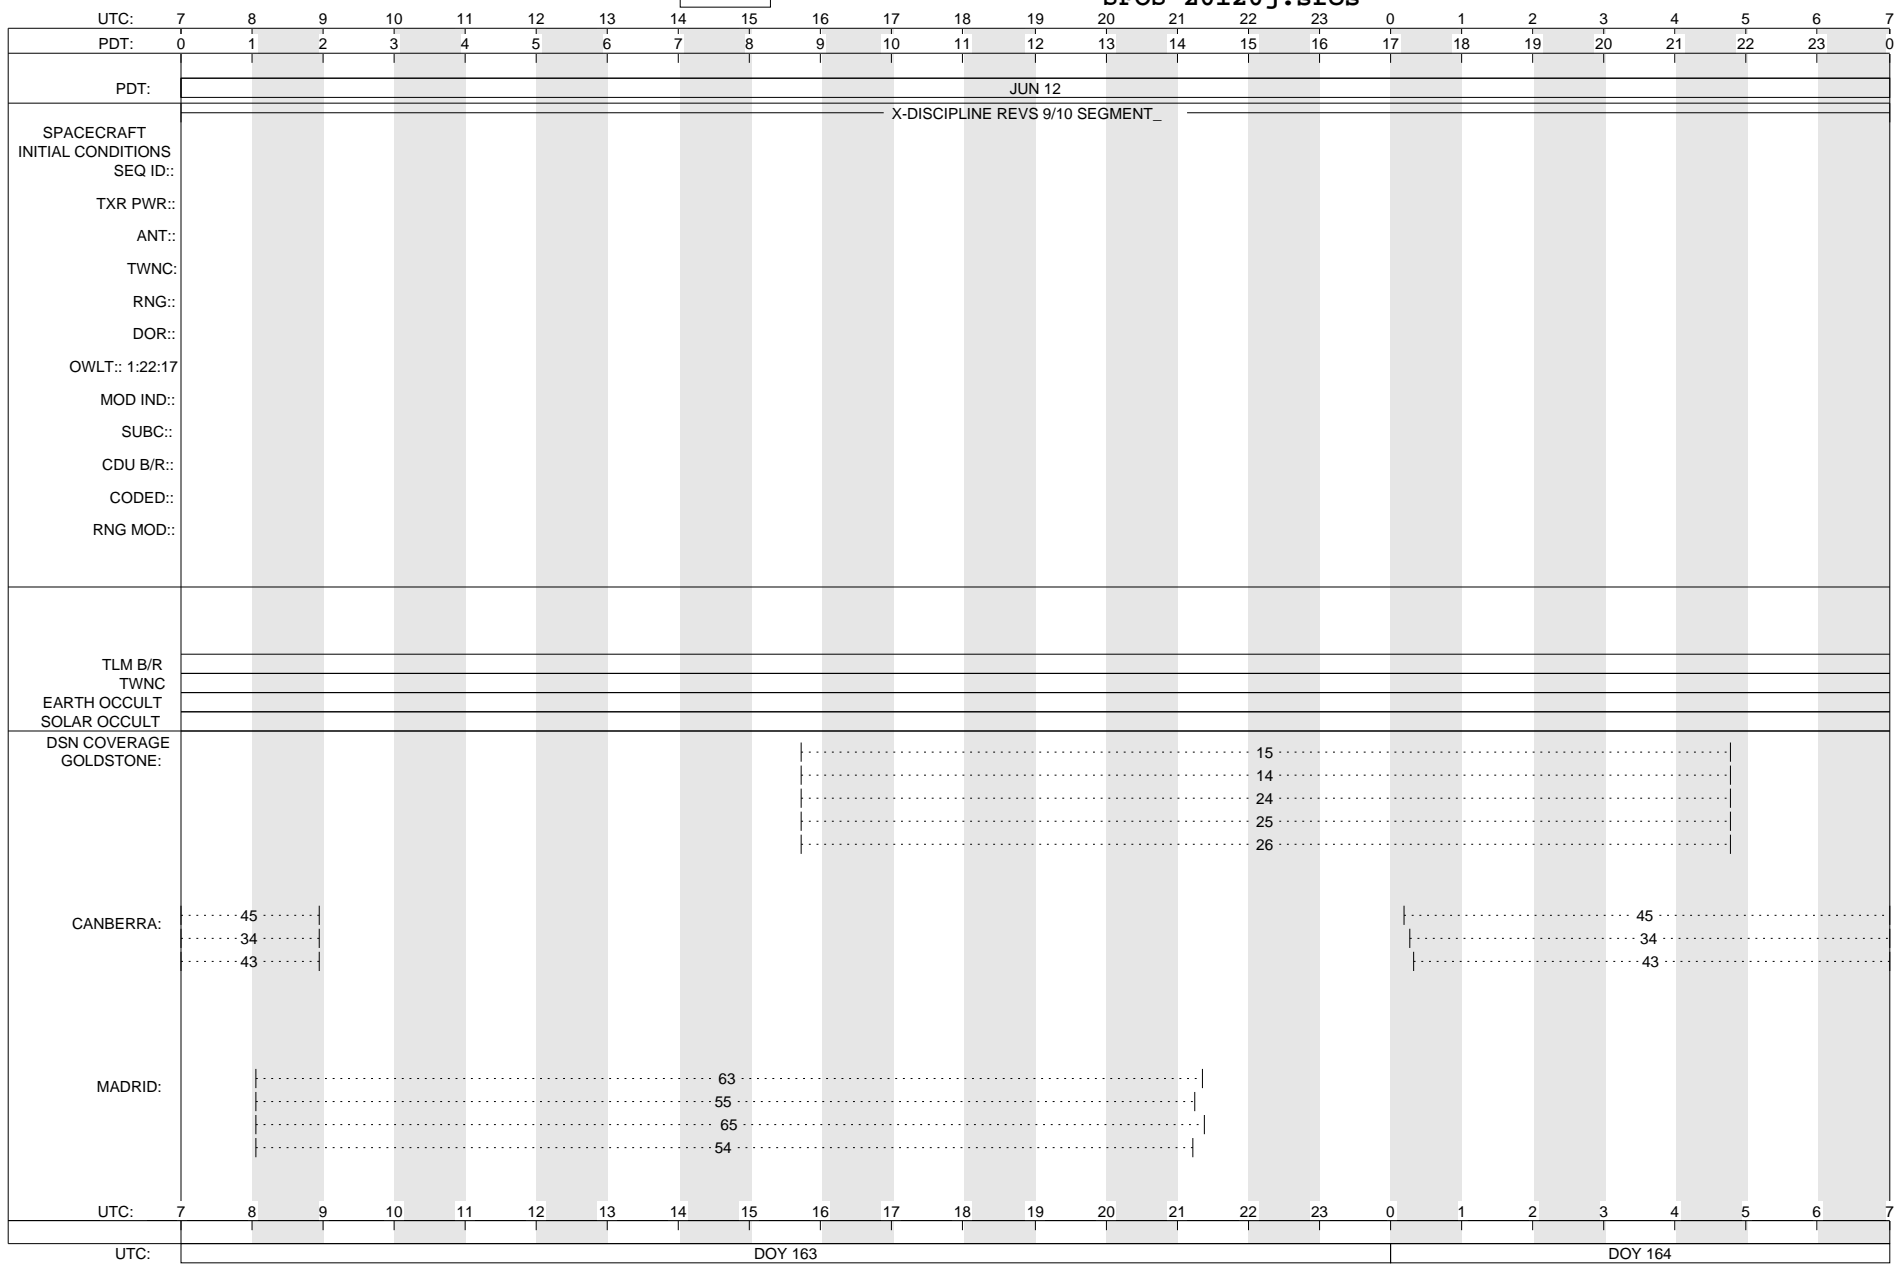 UTC: 7 8 9 10 11 12 13 14 15 16 17 18 19 20 21 22 23 0 1 2 3 4 5 6 7
PDT: 0 1 2 3 4 5 6 7 8 9 10 11 12 13 14 15 16 17 18 19 20 21 22 23 0
PDT: JUN 12
X-DISCIPLINE REVS 9/10 SEGMENT_
SPACECRAFT
INITIAL CONDITIONS
SEQ ID::
TXR PWR::
ANT::
TWNC:
RNG::
DOR::
OWLT:: 1:22:17
MOD IND::
SUBC::
CDU B/R::
CODED::
RNG MOD::
TLM B/R
TWNC
EARTH OCCULT
SOLAR OCCULT
DSN COVERAGE
GOLDSTONE:
15
14
24
25
26
CANBERRA:
45 45
34 34
43 43
MADRID:
63
55
65
54
UTC: 7 8 9 10 11 12 13 14 15 16 17 18 19 20 21 22 23 0 1 2 3 4 5 6 7
UTC: DOY 163 DOY 164